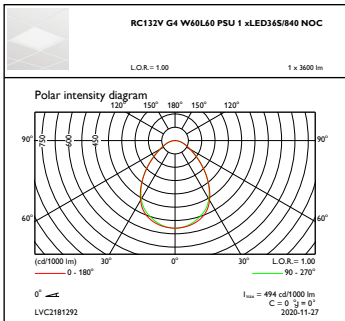 RC132V G4 W60L60 PSU 1 xLED36S/840 NOC
L.O.R.= 1.00 1 x 3600 lm
Polar intensity diagram
120° 150° 180° 150° 120°
90° 750 600 450 90°
60° 60°
(cd/1000 lm) 30° 0° 30° L.O.R.= 1.00
0 - 180° 90 - 270°
0° Imax = 494 cd/1000 lm
C = 0 °, g = 0°
LVC2181292 2020-11-27